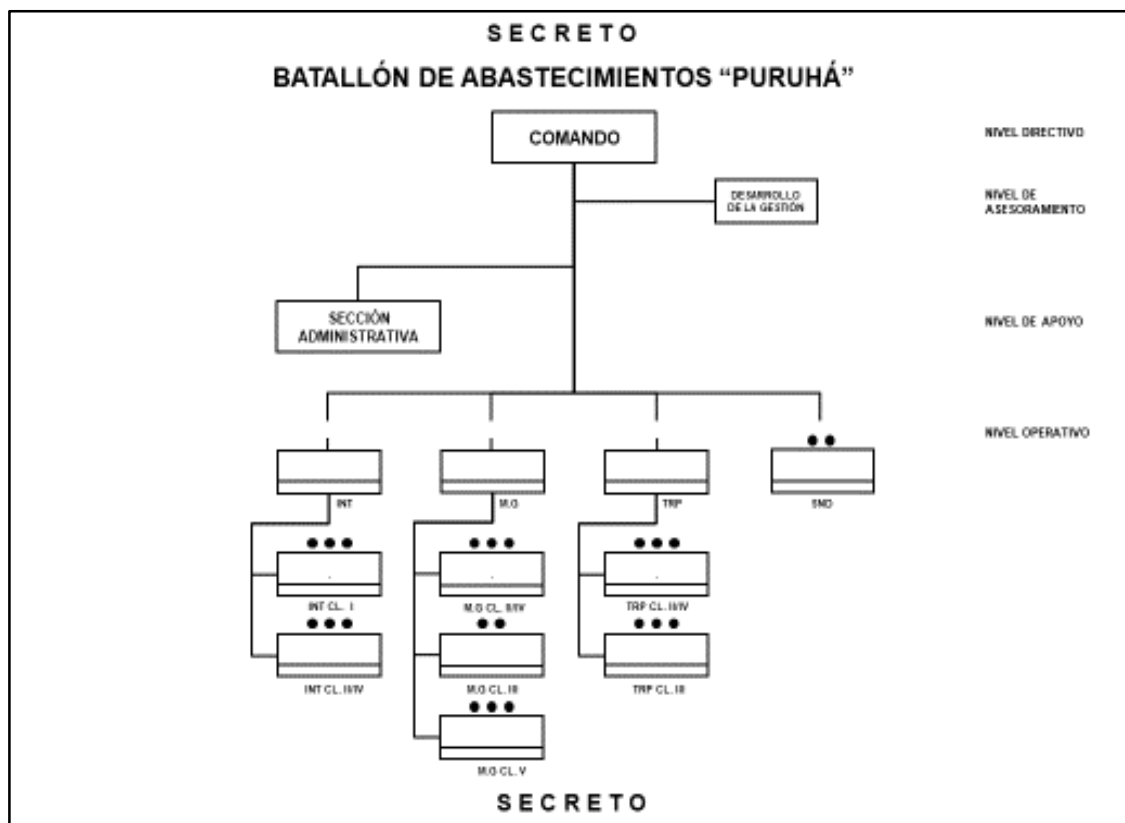 SECRETO
BATALLÓN DE ABASTECIMIENTOS “PURUHÁ”
COMANDO
NIVEL DIRECTIVO
DESARROLLO
DE LA GESTIÓN
NIVEL DE
ASESORAMIENTO
SECCIÓN
ADMINISTRATIVA
NIVEL DE APOYO
NIVEL OPERATIVO
INT
M.G
TRP
SND
INT CL. I
M.G CL. II/IV
TRP CL. II/IV
INT CL. II/IV
M.G CL. III
TRP CL. III
M.G CL. V
SECRETO